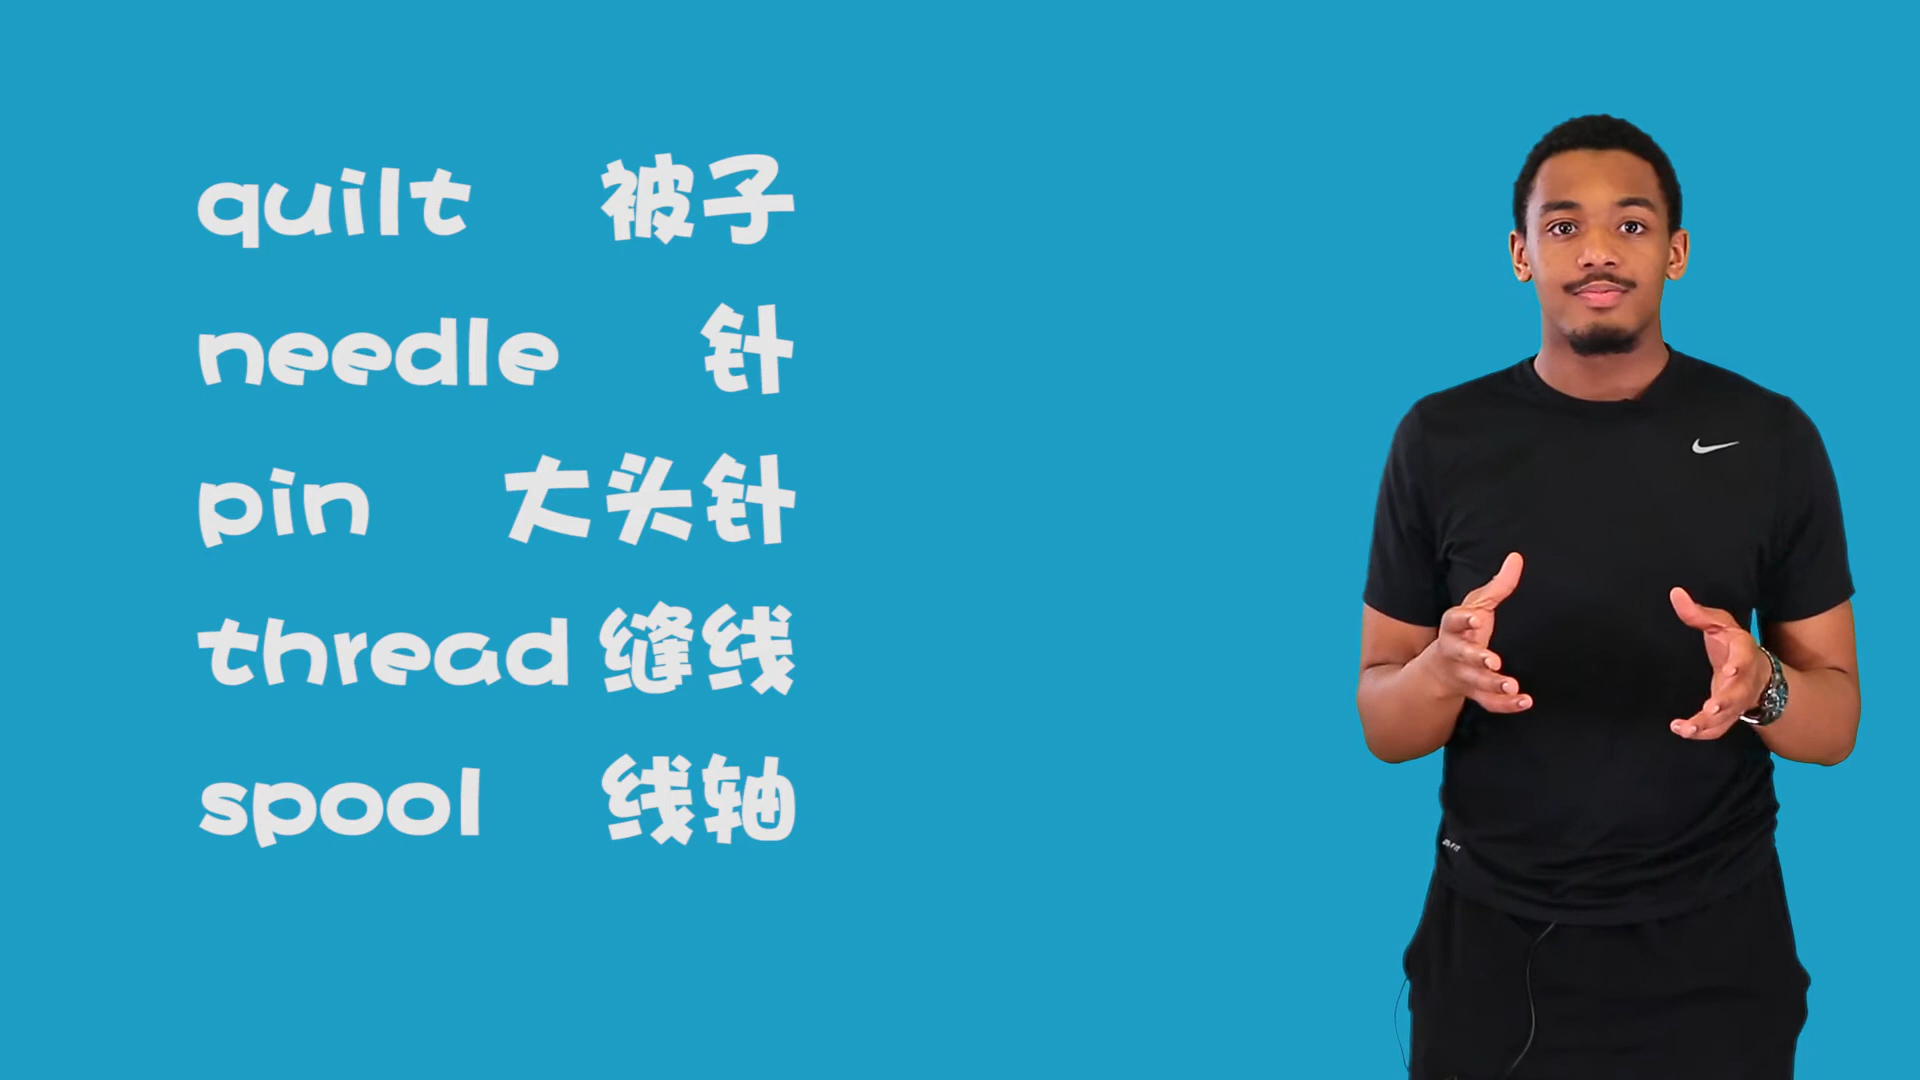 quilt 被子
needle 针
pin 大头针
thread 缝线
spool 线轴